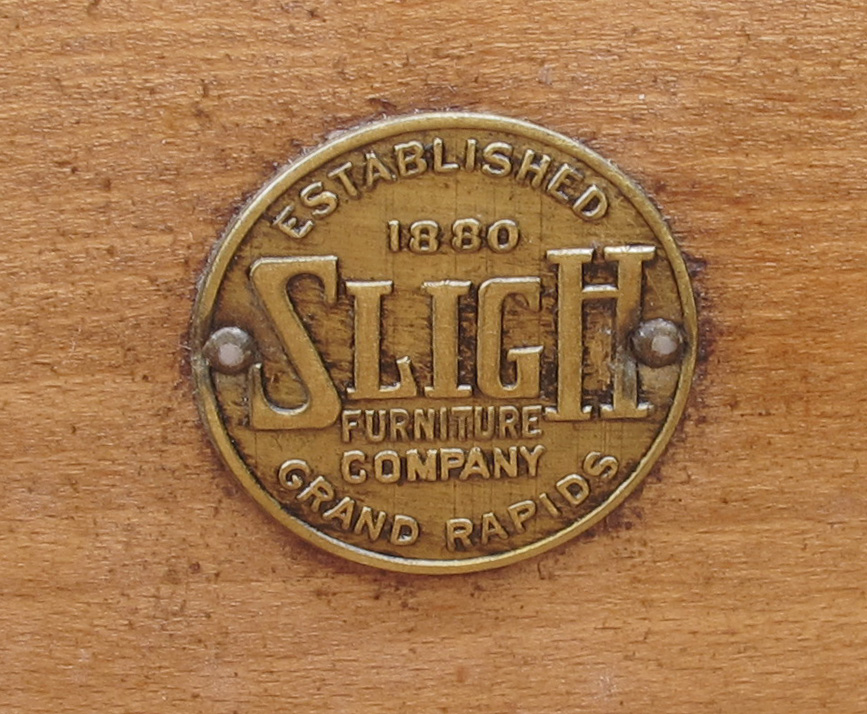 ESTABLISHED
1880
SLIGH
FURNITURE
COMPANY
GRAND RAPIDS